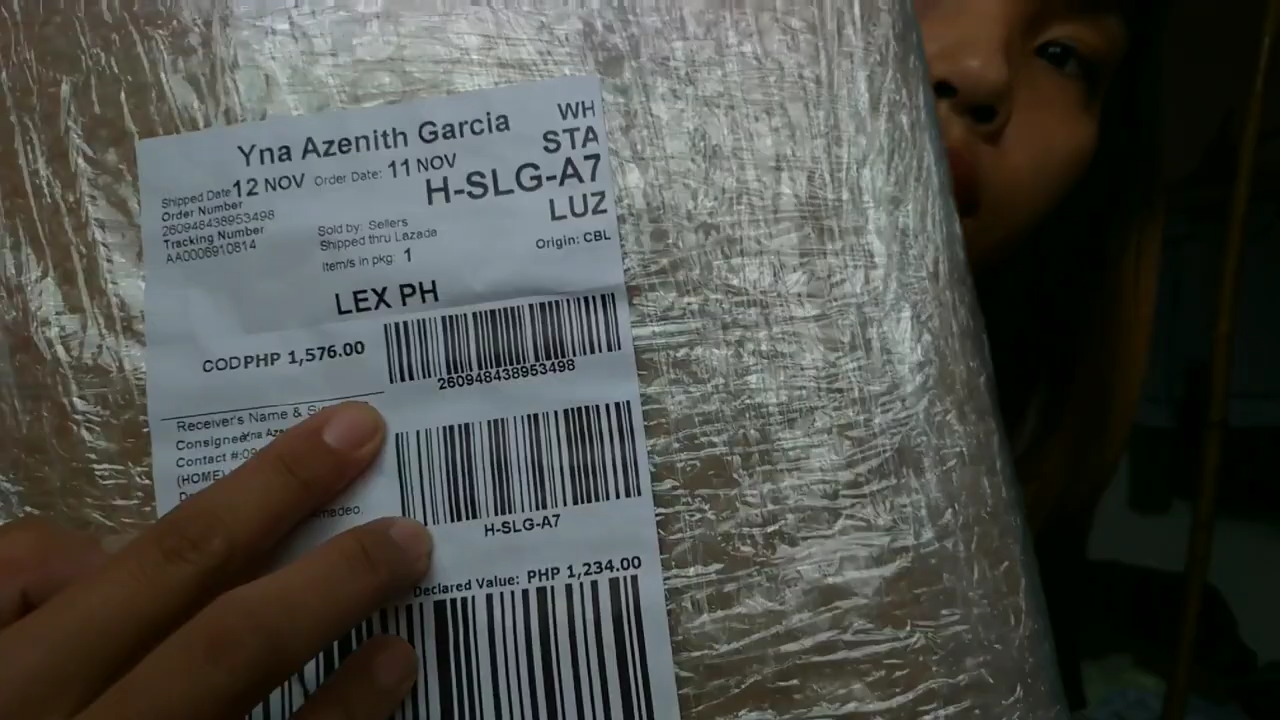 Yna Azenith Garcia
WH
STA
Shipped Date 12 NOV Order Date: 11 NOV
H-SLG-A7
Order Number
260948438953498
Tracking Number
AA0006910814
Sold by: Sellers
Shipped thru Lazada
LUZ
Item/s in pkg: 1
Origin: CBL
LEX PH
CODPHP 1,576.00
260948438953498
Receiver's Name &
Consignee: Yna
Contact #:
(HOME)
H-SLG-A7
Declared Value: PHP 1,234.00